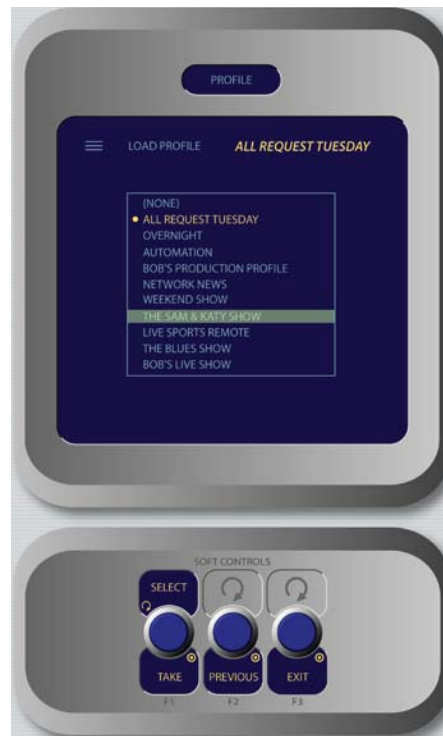 PROFILE
LOAD PROFILE ALL REQUEST TUESDAY
(NONE)
ALL REQUEST TUESDAY
OVERNIGHT
AUTOMATION
BOB'S PRODUCTION PROFILE
NETWORK NEWS
WEEKEND SHOW
THE SAM & KATY SHOW
LIVE SPORTS REMOTE
THE BLUES SHOW
BOB'S LIVE SHOW
SOFT CONTROLS
SELECT
TAKE PREVIOUS EXIT
F1 F2 F3